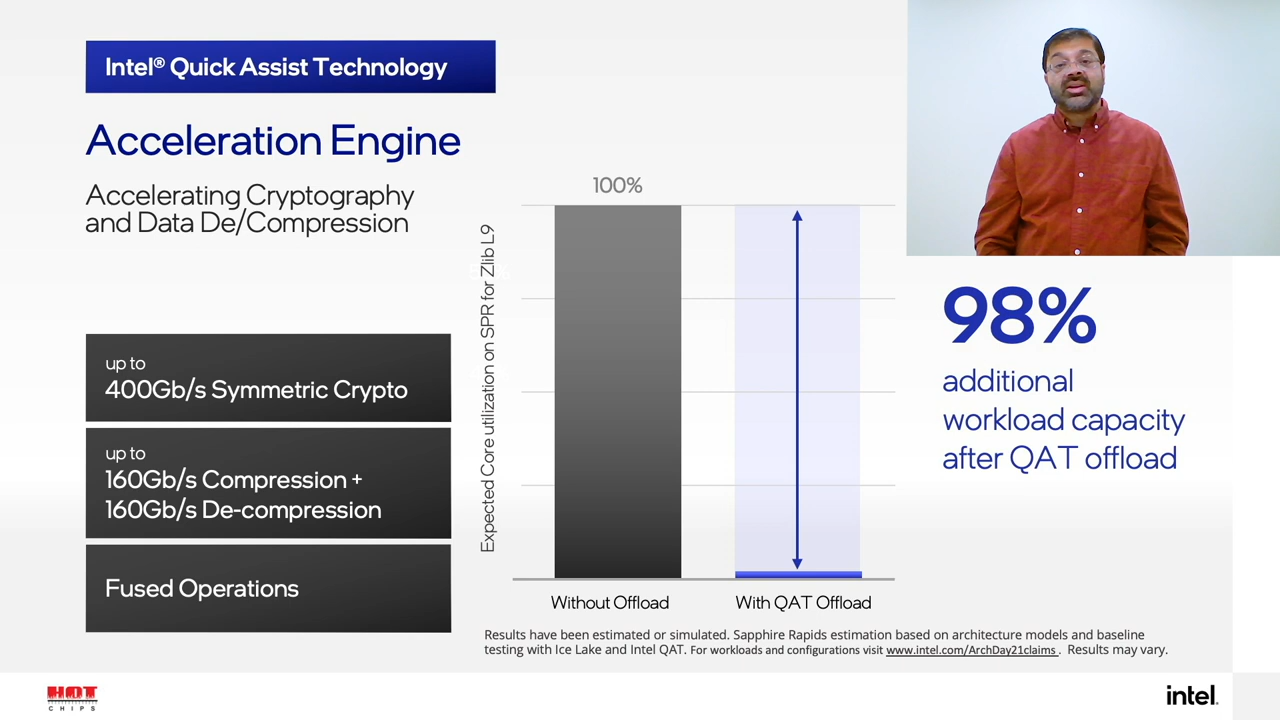 Intel® Quick Assist Technology
Acceleration Engine
Accelerating Cryptography
and Data De/Compression
up to
400Gb/s Symmetric Crypto
up to
160Gb/s Compression +
160Gb/s De-compression
Fused Operations
Expected Core utilization on SPR for Zlib L9
100%
Without Offload
With QAT Offload
98%
additional
workload capacity
after QAT offload
Results have been estimated or simulated. Sapphire Rapids estimation based on architecture models and baseline
testing with Ice Lake and Intel QAT. For workloads and configurations visit www.intel.com/ArchDay21claims . Results may vary.
HOT
CHIPS
intel.